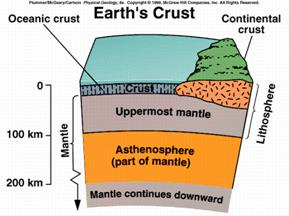 Plummer/McGeary/Carlson Physical Geology, 8e. Copyright © 1999, McGraw-Hill Companies, Inc. All Rights Reserved.
Earth's Crust
Oceanic crust
Continental
crust
0
Crust
Uppermost mantle
Lithosphere
100 km
Mantle
Asthenosphere
(part of mantle)
200 km
Mantle continues downward